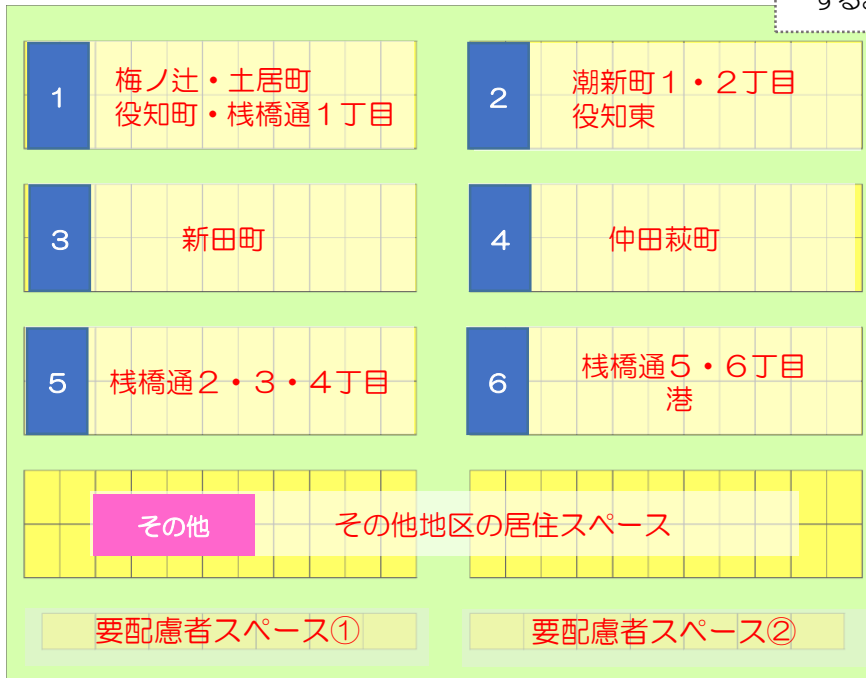 する
1
梅ノ辻・土居町
役知町・桟橋通1丁目
2
潮新町1・2丁目
役知東
3
新田町
4
仲田萩町
5
桟橋通2・3・4丁目
6
桟橋通5・6丁目
港
その他
その他地区の居住スペース
要配慮者スペース①
要配慮者スペース②